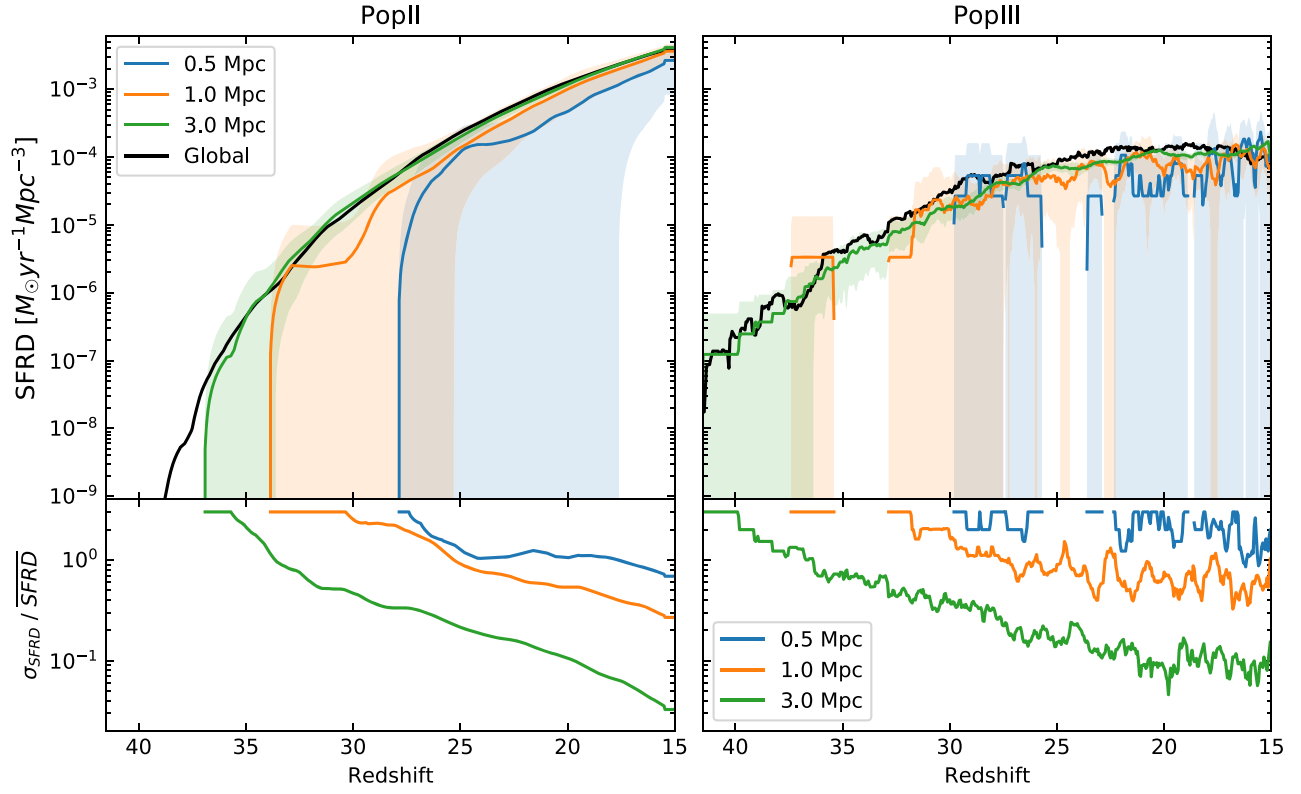 PopII
PopIII
SFRD [M⊙yr⁻¹Mpc⁻³]
10⁻³
10⁻⁴
10⁻⁵
10⁻⁶
10⁻⁷
10⁻⁸
10⁻⁹
0.5 Mpc
1.0 Mpc
3.0 Mpc
Global
σSFRD / SFRD
10⁰
10⁻¹
0.5 Mpc
1.0 Mpc
3.0 Mpc
40 35 30 25 20 15
40 35 30 25 20 15
Redshift
Redshift